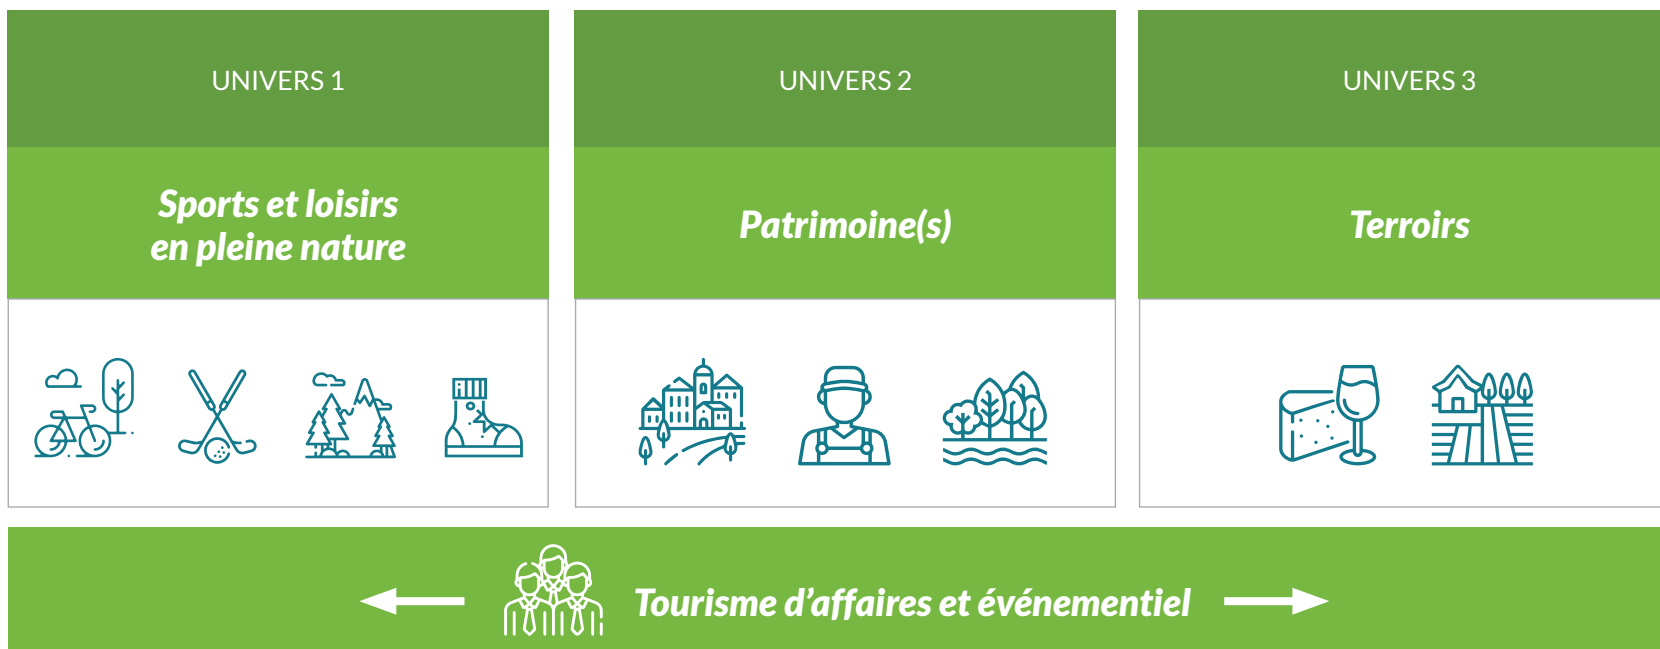 UNIVERS 1
UNIVERS 2
UNIVERS 3
Sports et loisirs
en pleine nature
Patrimoine(s)
Terroirs
Tourisme d’affaires et événementiel